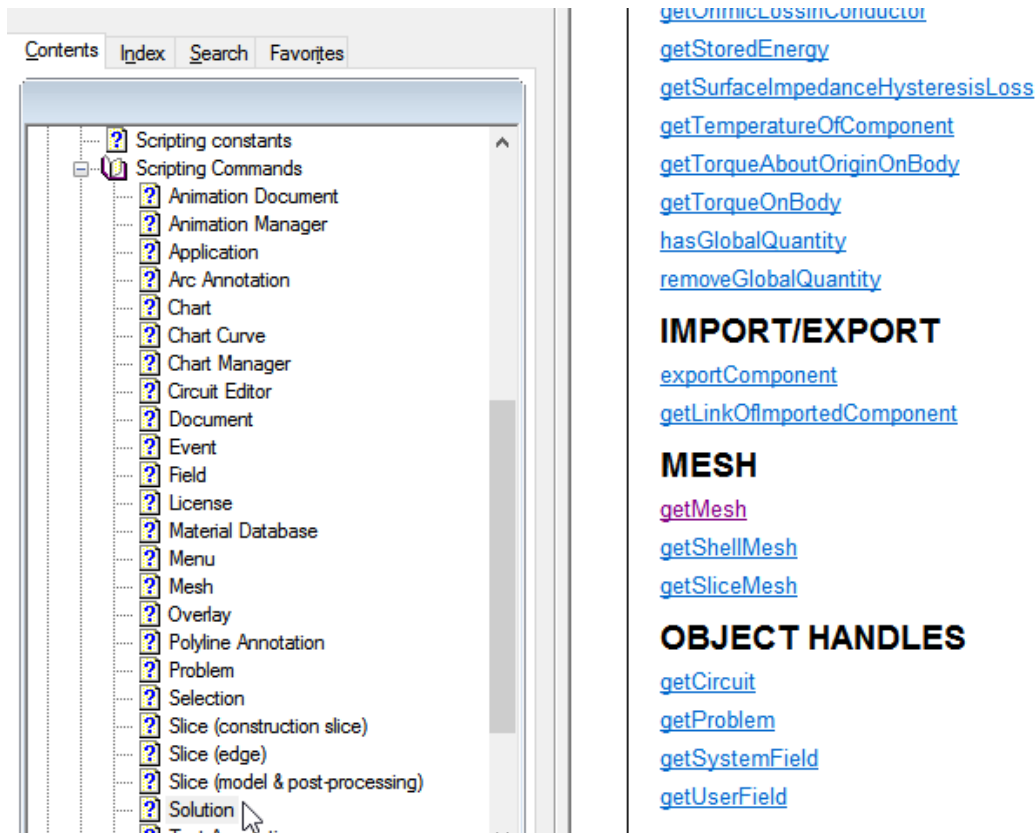 Contents Index Search Favorites
Scripting constants
Scripting Commands
Animation Document
Animation Manager
Application
Arc Annotation
Chart
Chart Curve
Chart Manager
Circuit Editor
Document
Event
Field
License
Material Database
Menu
Mesh
Overlay
Polyline Annotation
Problem
Selection
Slice (construction slice)
Slice (edge)
Slice (model & post-processing)
Solution
getOhmicLossInConductor
getStoredEnergy
getSurfaceImpedanceHysteresisLoss
getTemperatureOfComponent
getTorqueAboutOriginOnBody
getTorqueOnBody
hasGlobalQuantity
removeGlobalQuantity
IMPORT/EXPORT
exportComponent
getLinkOfImportedComponent
MESH
getMesh
getShellMesh
getSliceMesh
OBJECT HANDLES
getCircuit
getProblem
getSystemField
getUserField